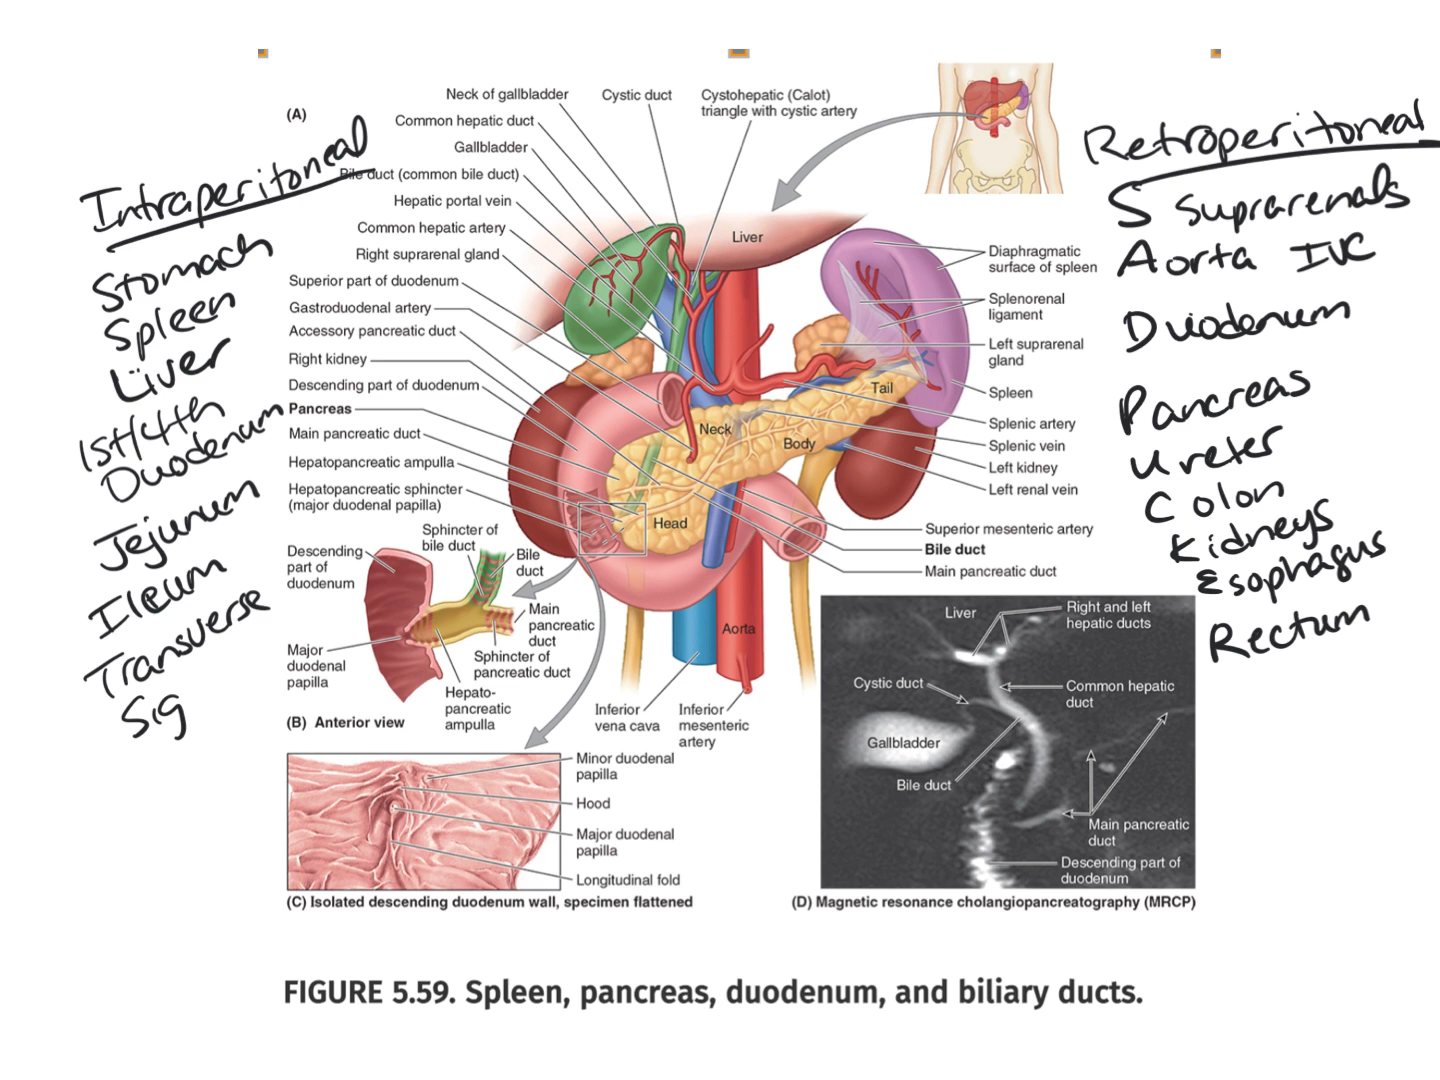 (A)
Neck of gallbladder
Common hepatic duct
Gallbladder
Bile duct (common bile duct)
Hepatic portal vein
Common hepatic artery
Right suprarenal gland
Superior part of duodenum
Gastroduodenal artery
Accessory pancreatic duct
Right kidney
Descending part of duodenum
Pancreas
Main pancreatic duct
Hepatopancreatic ampulla
Hepatopancreatic sphincter
(major duodenal papilla)
Cystic duct
Cystohepatic (Calot)
triangle with cystic artery
Liver
Diaphragmatic
surface of spleen
Splenorenal
ligament
Left suprarenal
gland
Spleen
Splenic artery
Splenic vein
Left kidney
Left renal vein
Superior mesenteric artery
Bile duct
Main pancreatic duct
Tail
Neck
Body
Head
Aorta
Inferior
vena cava
Inferior
mesenteric
artery
Intraperitoneal
Stomach
Spleen
Liver
1st/4th
Duodenum
Jejunum
Ileum
Transverse
Sig
Retroperitoneal
S Suprarenals
Aorta IVC
Duodenum
Pancreas
Ureter
Colon
Kidneys
Esophagus
Rectum
Descending
part of
duodenum
Sphincter of
bile duct
Bile
duct
Main
pancreatic
duct
Sphincter of
pancreatic duct
Major
duodenal
papilla
Hepato-
pancreatic
ampulla
(B) Anterior view
Minor duodenal
papilla
Hood
Major duodenal
papilla
Longitudinal fold
(C) Isolated descending duodenum wall, specimen flattened
Liver
Right and left
hepatic ducts
Cystic duct
Common hepatic
duct
Gallbladder
Bile duct
Main pancreatic
duct
Descending part of
duodenum
(D) Magnetic resonance cholangiopancreatography (MRCP)
FIGURE 5.59. Spleen, pancreas, duodenum, and biliary ducts.